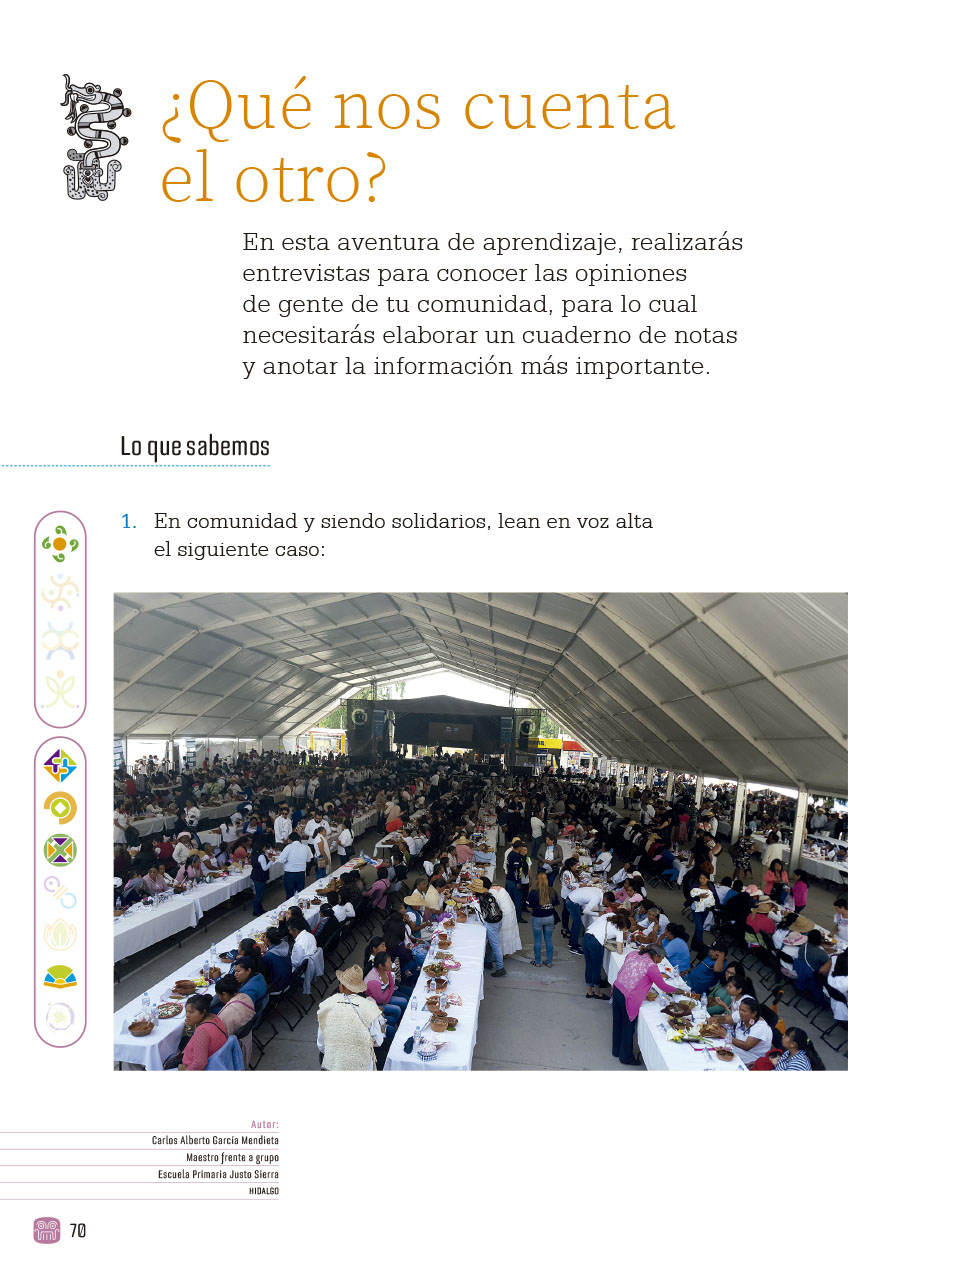 ¿Qué nos cuenta
el otro?
En esta aventura de aprendizaje, realizarás
entrevistas para conocer las opiniones
de gente de tu comunidad, para lo cual
necesitarás elaborar un cuaderno de notas
y anotar la información más importante.
Lo que sabemos
1. En comunidad y siendo solidarios, lean en voz alta
el siguiente caso:
Autor:
Carlos Alberto García Mendieta
Maestro frente a grupo
Escuela Primaria Justo Sierra
HIDALGO
70